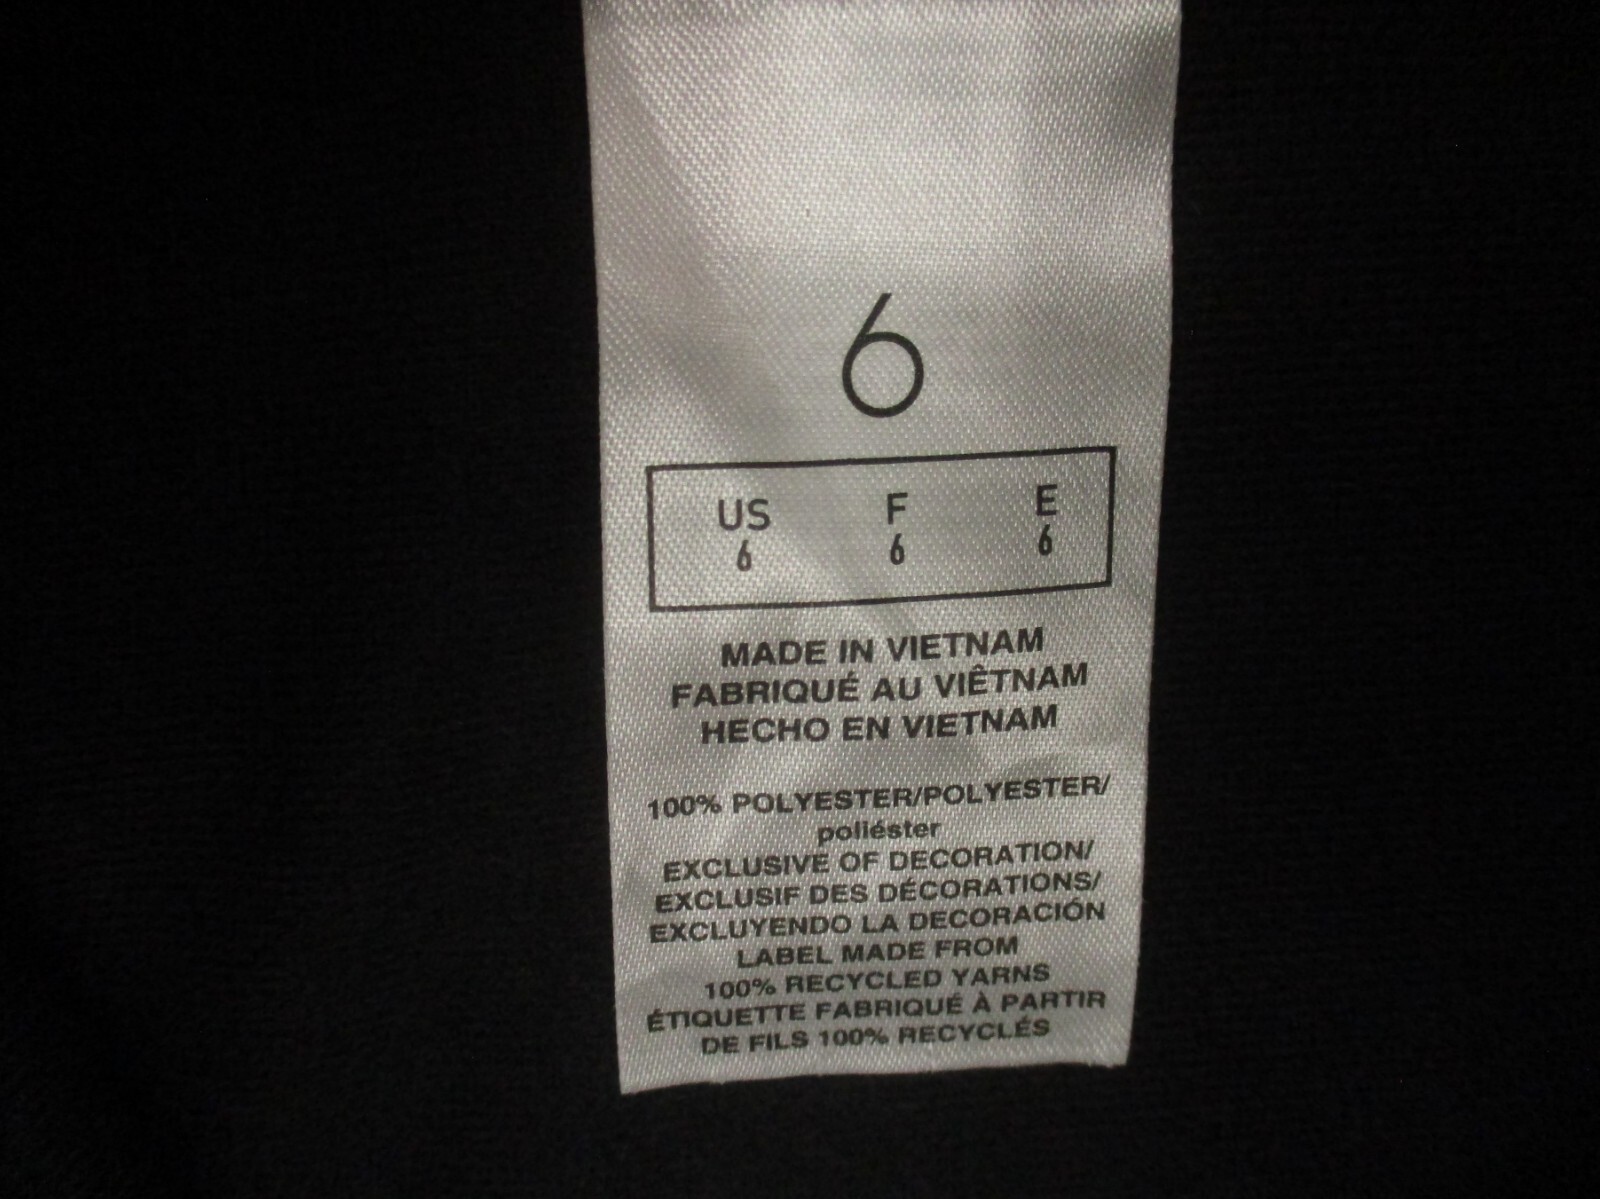 6
US F E
6 6 6
MADE IN VIETNAM
FABRIQUÉ AU VIÊTNAM
HECHO EN VIETNAM
100% POLYESTER/POLYESTER/
poliéster
EXCLUSIVE OF DECORATION/
EXCLUSIF DES DÉCORATIONS/
EXCLUYENDO LA DECORACIÓN
LABEL MADE FROM
100% RECYCLED YARNS
ÉTIQUETTE FABRIQUÉ À PARTIR
DE FILS 100% RECYCLÉS